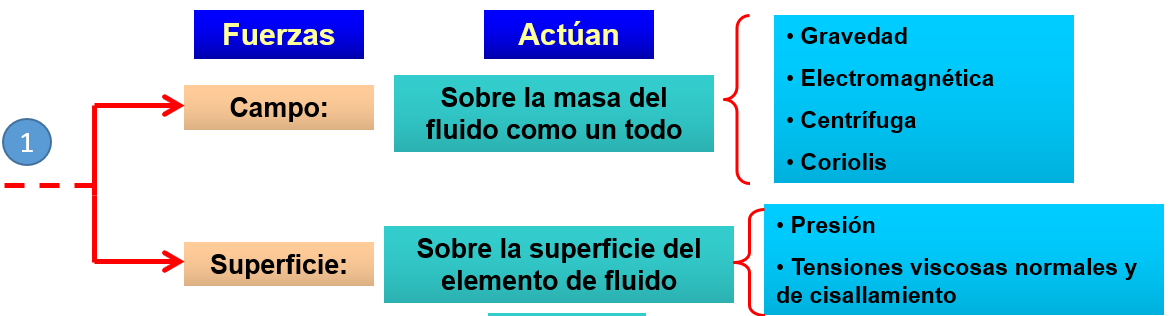 Fuerzas
Actúan
1
Campo:
Sobre la masa del
fluido como un todo
• Gravedad
• Electromagnética
• Centrífuga
• Coriolis
Superficie:
Sobre la superficie del
elemento de fluido
• Presión
• Tensiones viscosas normales y
de cisallamiento